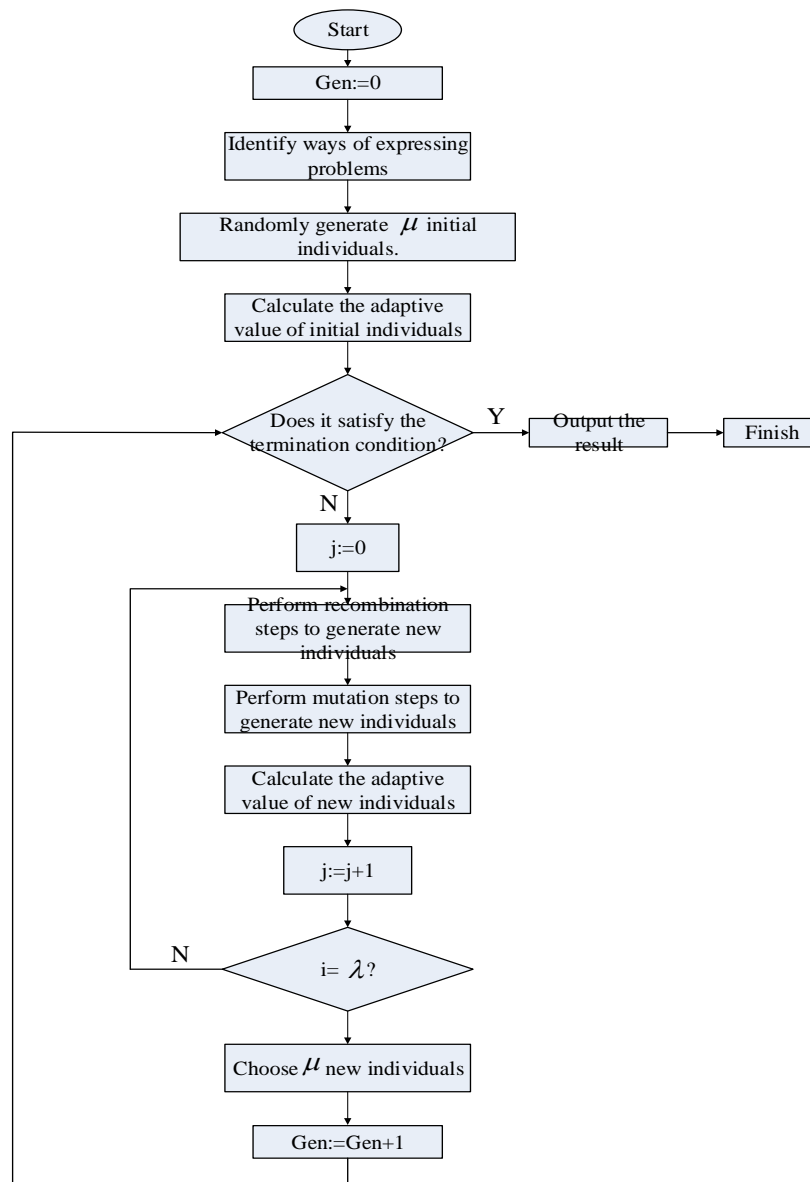 Start
Gen:=0
Identify ways of expressing
problems
Randomly generate μ initial
individuals.
Calculate the adaptive
value of initial individuals
Does it satisfy the
termination condition?
Y
Output the
result
Finish
N
j:=0
Perform recombination
steps to generate new
individuals
Perform mutation steps to
generate new individuals
Calculate the adaptive
value of new individuals
j:=j+1
N
i= λ?
Choose μ new individuals
Gen:=Gen+1